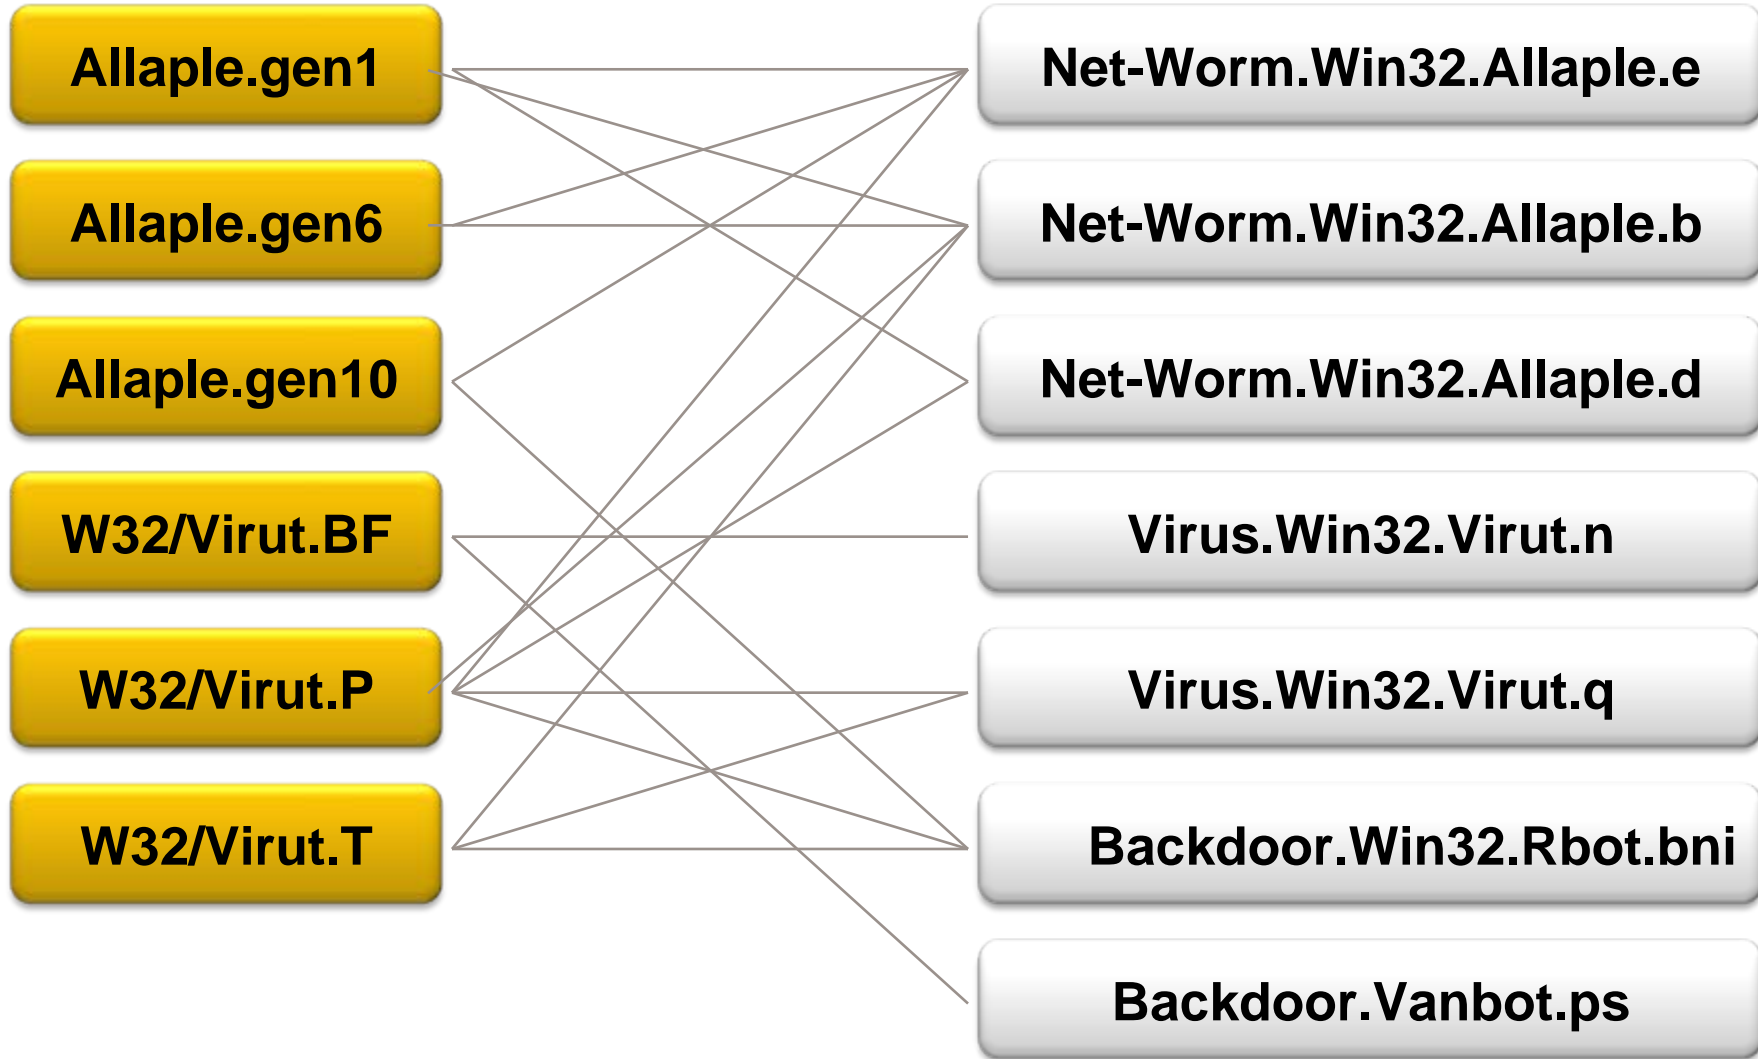 Allaple.gen1
Allaple.gen6
Allaple.gen10
W32/Virut.BF
W32/Virut.P
W32/Virut.T
Net-Worm.Win32.Allaple.e
Net-Worm.Win32.Allaple.b
Net-Worm.Win32.Allaple.d
Virus.Win32.Virut.n
Virus.Win32.Virut.q
Backdoor.Win32.Rbot.bni
Backdoor.Vanbot.ps